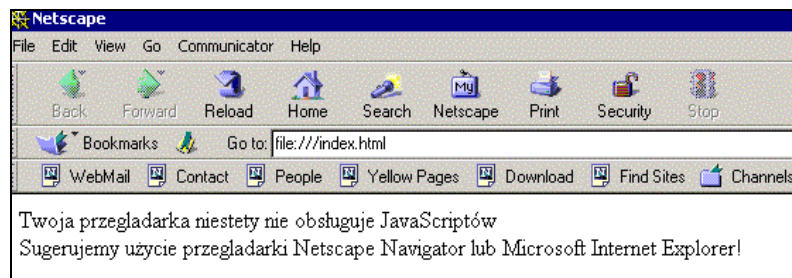 Netscape
File Edit View Go Communicator Help
Back Forward Reload Home Search Netscape Print Security Stop
Bookmarks Go to: file:///index.html
WebMail Contact People Yellow Pages Download Find Sites Channels
Twoja przegladarka niestety nie obsługuje JavaScriptów
Sugerujemy użycie przegladarki Netscape Navigator lub Microsoft Internet Explorer!